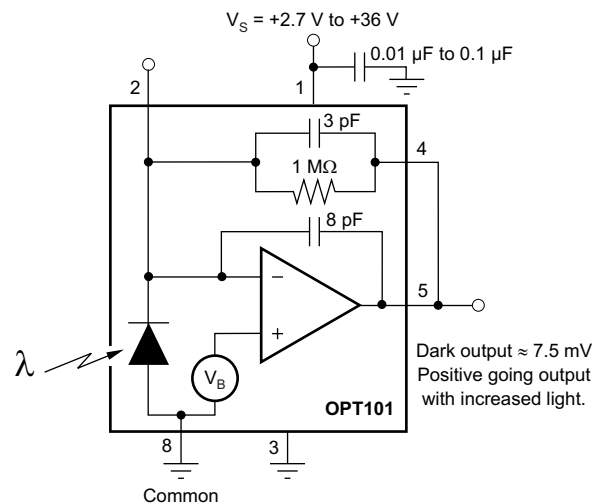 V_S = +2.7 V to +36 V
0.01 µF to 0.1 µF
2
1
3 pF
4
1 MΩ
8 pF
−
5
+
λ
V_B
Dark output ≈ 7.5 mV
Positive going output
with increased light.
OPT101
8
3
Common